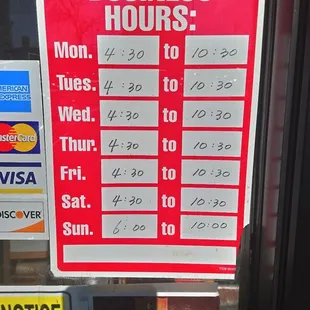 HOURS:
Mon. 4:30 to 10:30
Tues. 4:30 to 10:30
Wed. 4:30 to 10:30
Thur. 4:30 to 10:30
Fri. 4:30 to 10:30
Sat. 4:30 to 10:30
Sun. 6:00 to 10:00
AMERICAN
EXPRESS
MasterCard
VISA
DISCOVER
NOTICE